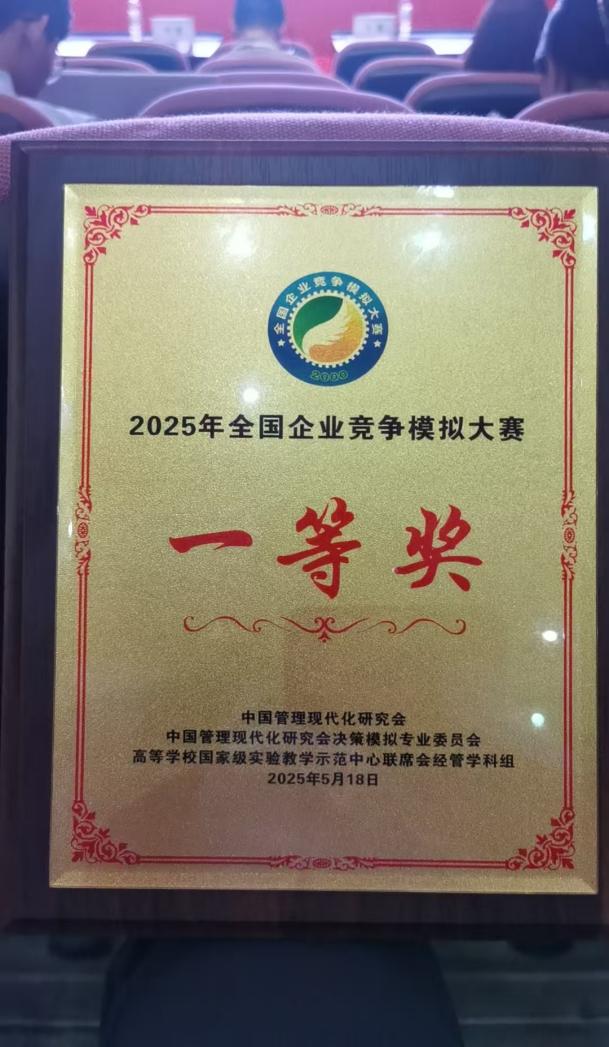 全国企业竞争模拟大赛
2000
2025年全国企业竞争模拟大赛
一等奖
中国管理现代化研究会
中国管理现代化研究会决策模拟专业委员会
高等学校国家级实验教学示范中心联席会经管学科组
2025年5月18日